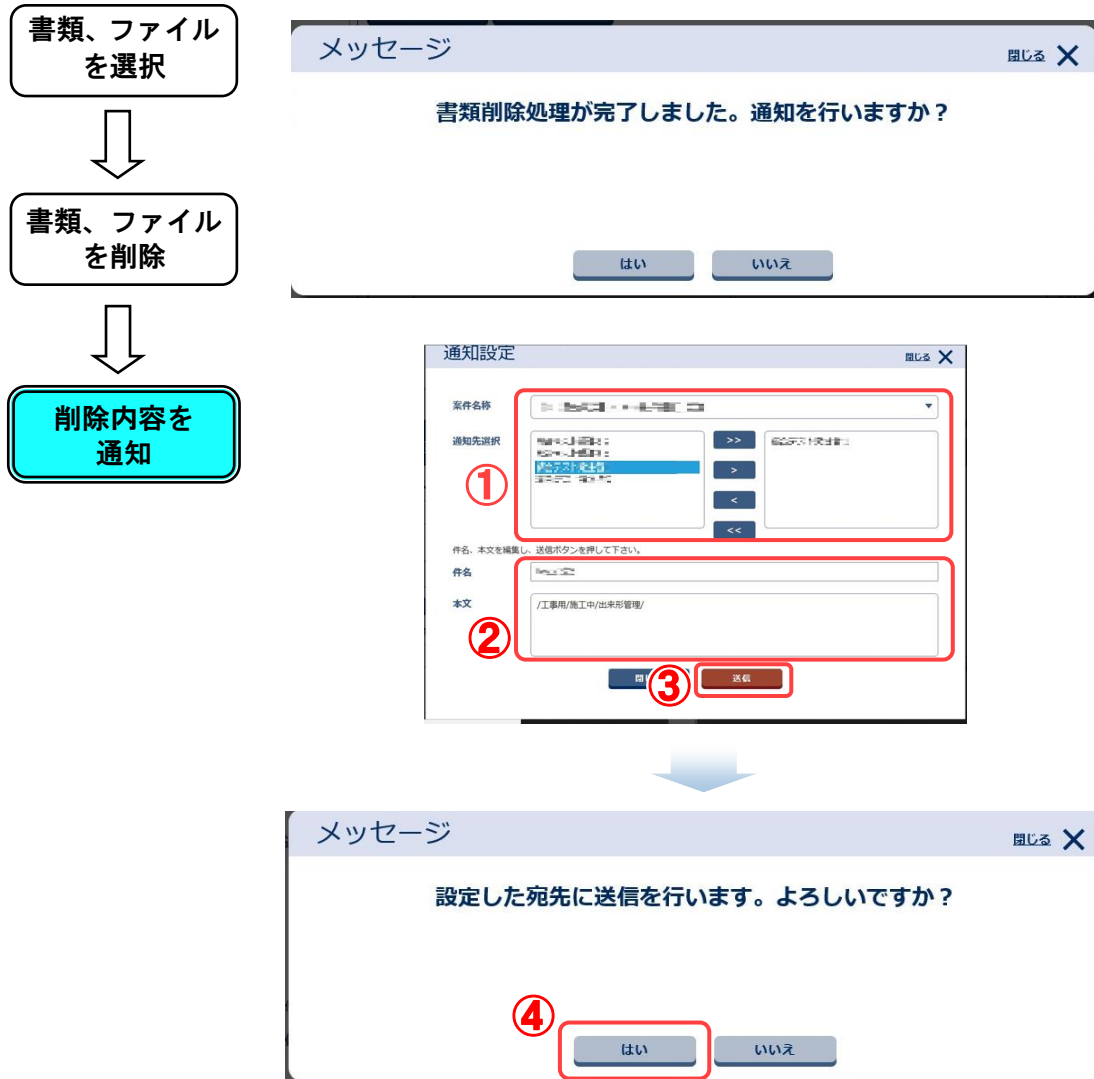 書類、ファイル
を選択
書類、ファイル
を削除
削除内容を
通知
メッセージ
閉じる
書類削除処理が完了しました。通知を行いますか?
はい
いいえ
通知設定
閉じる
案件名称
通知先選択
>>
>
<
<<
①
件名、本文を編集し、送信ボタンを押して下さい。
件名
本文
/工事用/施工中/出来形管理/
②
③
送信
メッセージ
閉じる
設定した宛先に送信を行います。よろしいですか?
④
はい
いいえ